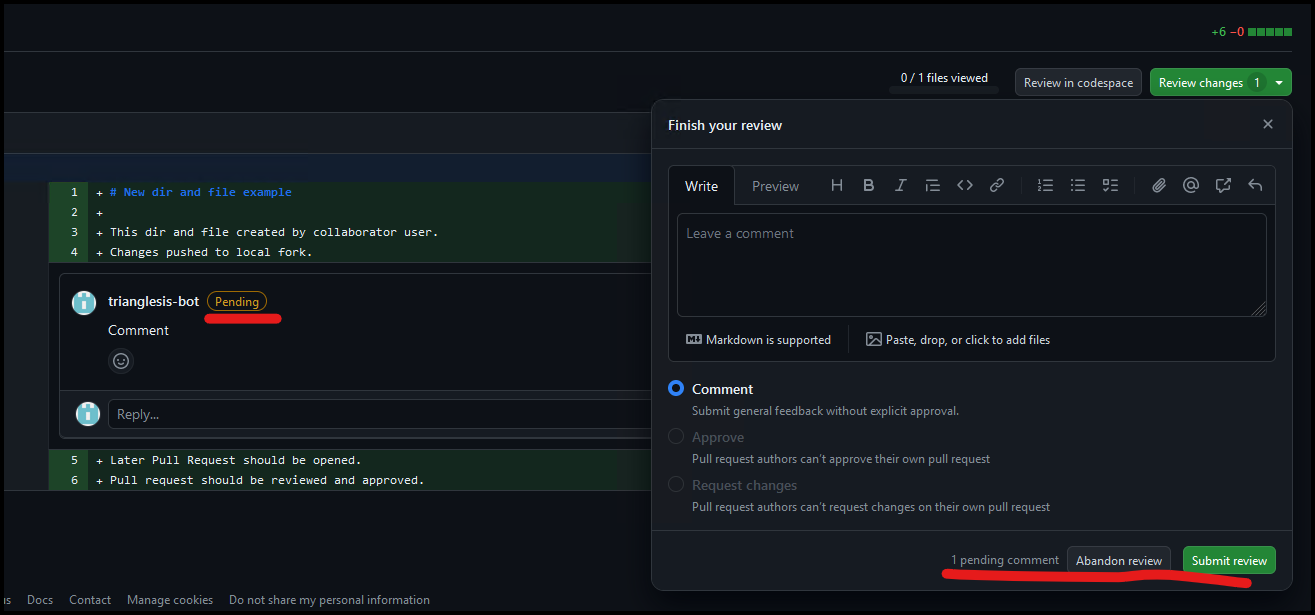 +6 −0
0 / 1 files viewed
Review in codespace
Review changes 1
Finish your review
Write
Preview
Leave a comment
Markdown is supported
Paste, drop, or click to add files
Comment
Submit general feedback without explicit approval.
Approve
Pull request authors can't approve their own pull request
Request changes
Pull request authors can't request changes on their own pull request
1 pending comment
Abandon review
Submit review
1 + # New dir and file example
2 +
3 + This dir and file created by collaborator user.
4 + Changes pushed to local fork.
trianglesis-bot Pending
Comment
Reply...
5 + Later Pull Request should be opened.
6 + Pull request should be reviewed and approved.
Docs Contact Manage cookies Do not share my personal information